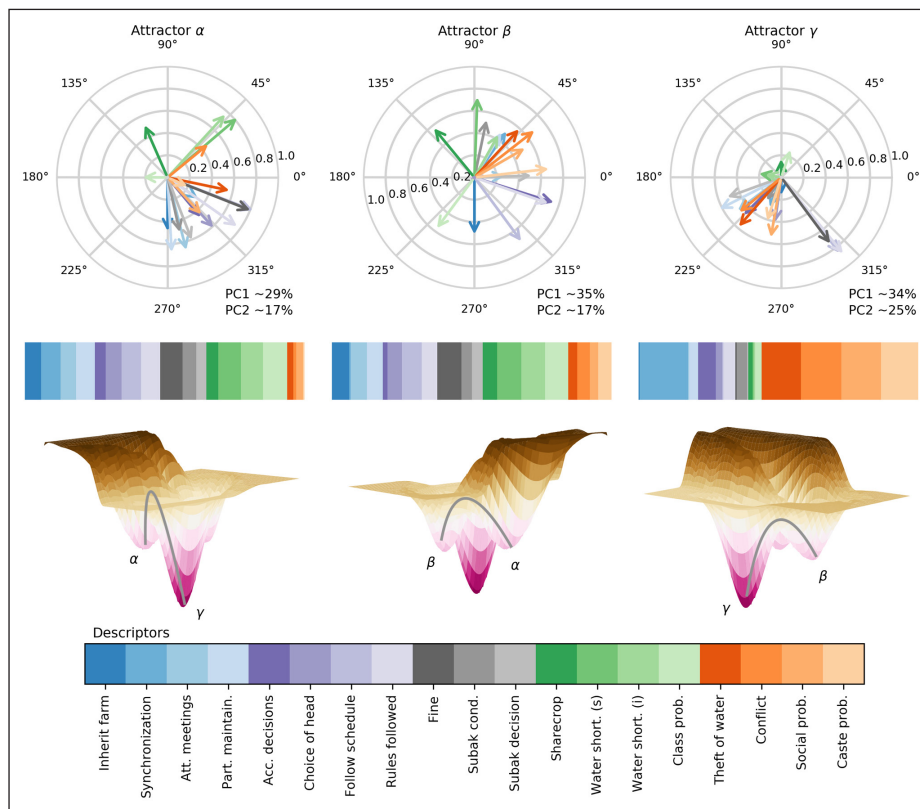 Attractor α
Attractor β
Attractor γ
90°
90°
90°
135°
45°
135°
45°
135°
45°
180°
0.2 0.4 0.6 0.8 1.0
0°
180°
1.0 0.8 0.6 0.4 0.2
0°
180°
0.2 0.4 0.6 0.8 1.0
0°
225°
315°
225°
315°
225°
315°
270°
270°
270°
PC1 ~29%
PC2 ~17%
PC1 ~35%
PC2 ~17%
PC1 ~34%
PC2 ~25%
α
γ
β
α
γ
β
Descriptors
Inherit farm
Synchronization
Att. meetings
Part. maintain.
Acc. decisions
Choice of head
Follow schedule
Rules followed
Fine
Subak cond.
Subak decision
Sharecrop
Water short. (s)
Water short. (i)
Class prob.
Theft of water
Conflict
Social prob.
Caste prob.